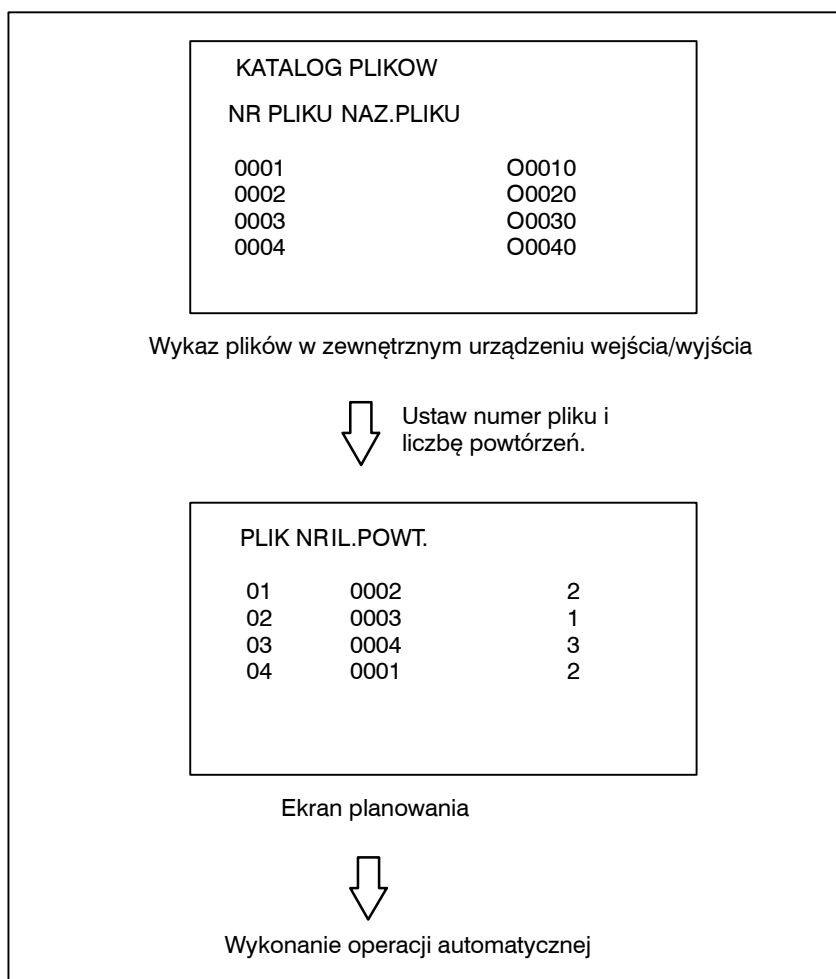 KATALOG PLIKOW
NR PLIKU NAZ.PLIKU
0001 O0010
0002 O0020
0003 O0030
0004 O0040
Wykaz plików w zewnętrznym urządzeniu wejścia/wyjścia
Ustaw numer pliku i
liczbę powtórzeń.
PLIK NRIL.POWT.
01 0002 2
02 0003 1
03 0004 3
04 0001 2
Ekran planowania
Wykonanie operacji automatycznej